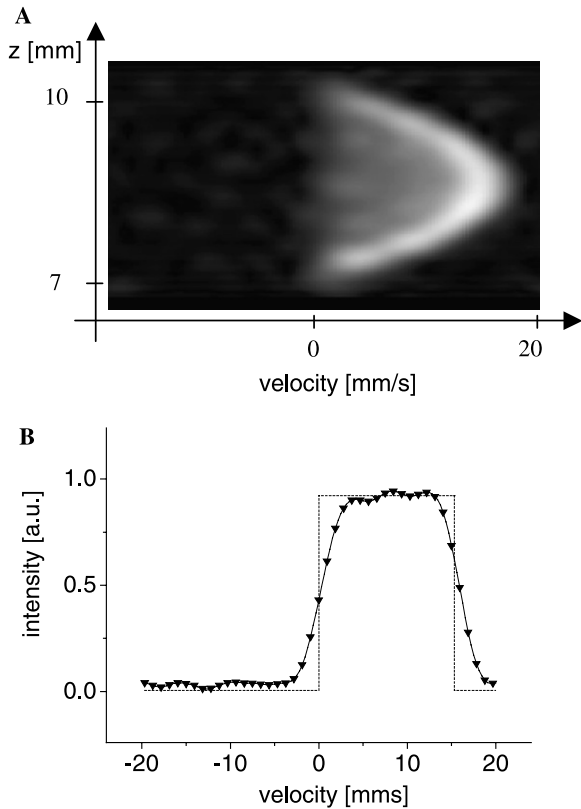 A
z [mm]
10
7
0
20
velocity [mm/s]
B
intensity [a.u.]
1.0
0.5
0.0
-20 -10 0 10 20
velocity [mms]